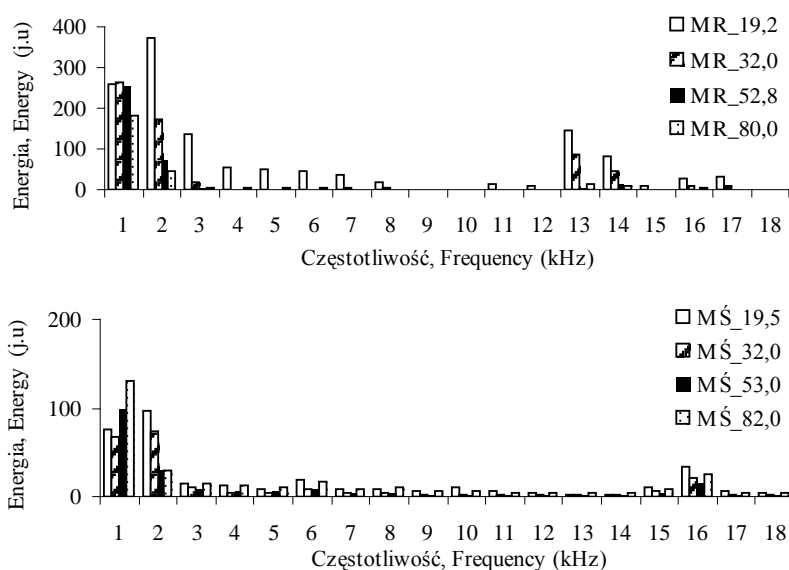 Energia, Energy (j.u)
400
300
200
100
0
MR_19,2
MR_32,0
MR_52,8
MR_80,0
1 2 3 4 5 6 7 8 9 10 11 12 13 14 15 16 17 18
Częstotliwość, Frequency (kHz)
Energia, Energy (j.u)
200
100
0
MŚ_19,5
MŚ_32,0
MŚ_53,0
MŚ_82,0
1 2 3 4 5 6 7 8 9 10 11 12 13 14 15 16 17 18
Częstotliwość, Frequency (kHz)